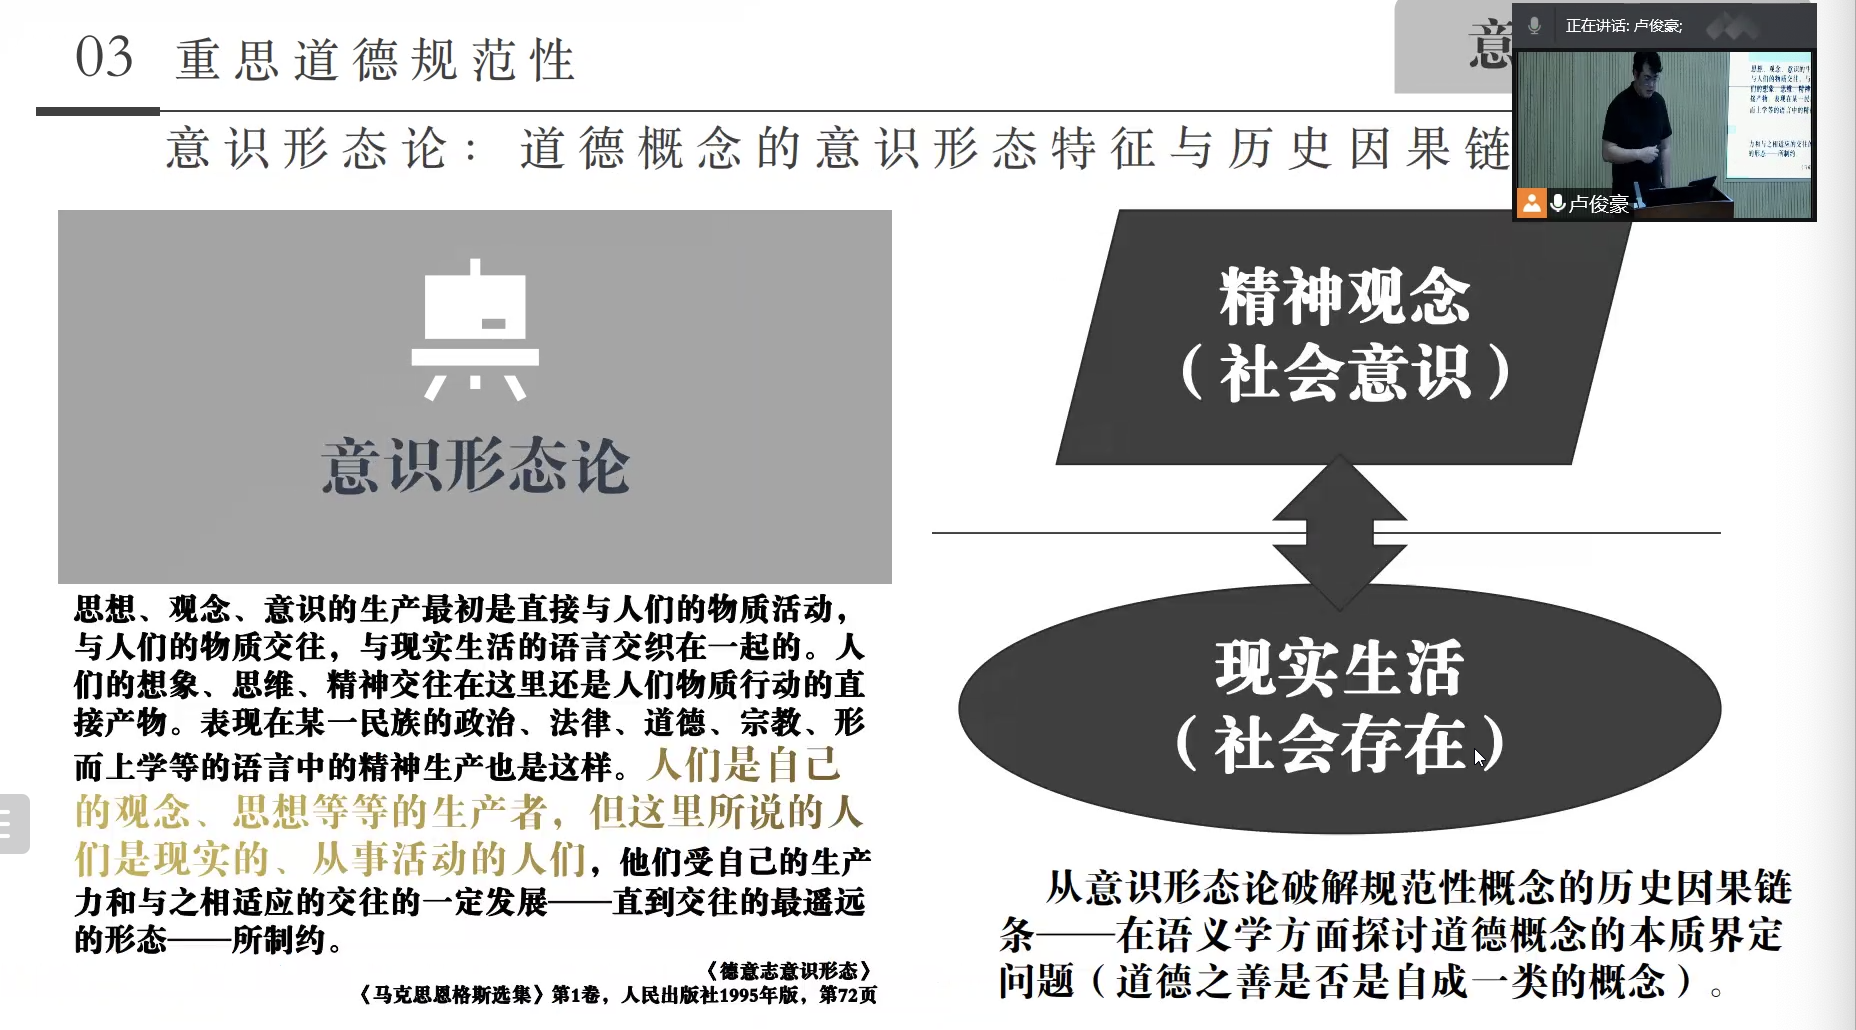 03 重思道德规范性
意
正在讲话: 卢俊豪;
意识形态论：道德概念的意识形态特征与历史因果链
卢俊豪
意识形态论
思想、观念、意识的生产最初是直接与人们的物质活动，
与人们的物质交往，与现实生活的语言交织在一起的。人
们的想象、思维、精神交往在这里还是人们物质行动的直
接产物。表现在某一民族的政治、法律、道德、宗教、形
而上学等的语言中的精神生产也是这样。人们是自己
的观念、思想等等的生产者，但这里所说的人
们是现实的、从事活动的人们，他们受自己的生产
力和与之相适应的交往的一定发展——直到交往的最遥远
的形态——所制约。
《德意志意识形态》
《马克思恩格斯选集》第1卷，人民出版社1995年版，第72页
精神观念
（社会意识）
现实生活
（社会存在）
从意识形态论破解规范性概念的历史因果链
条——在语义学方面探讨道德概念的本质界定
问题（道德之善是否是自成一类的概念）。